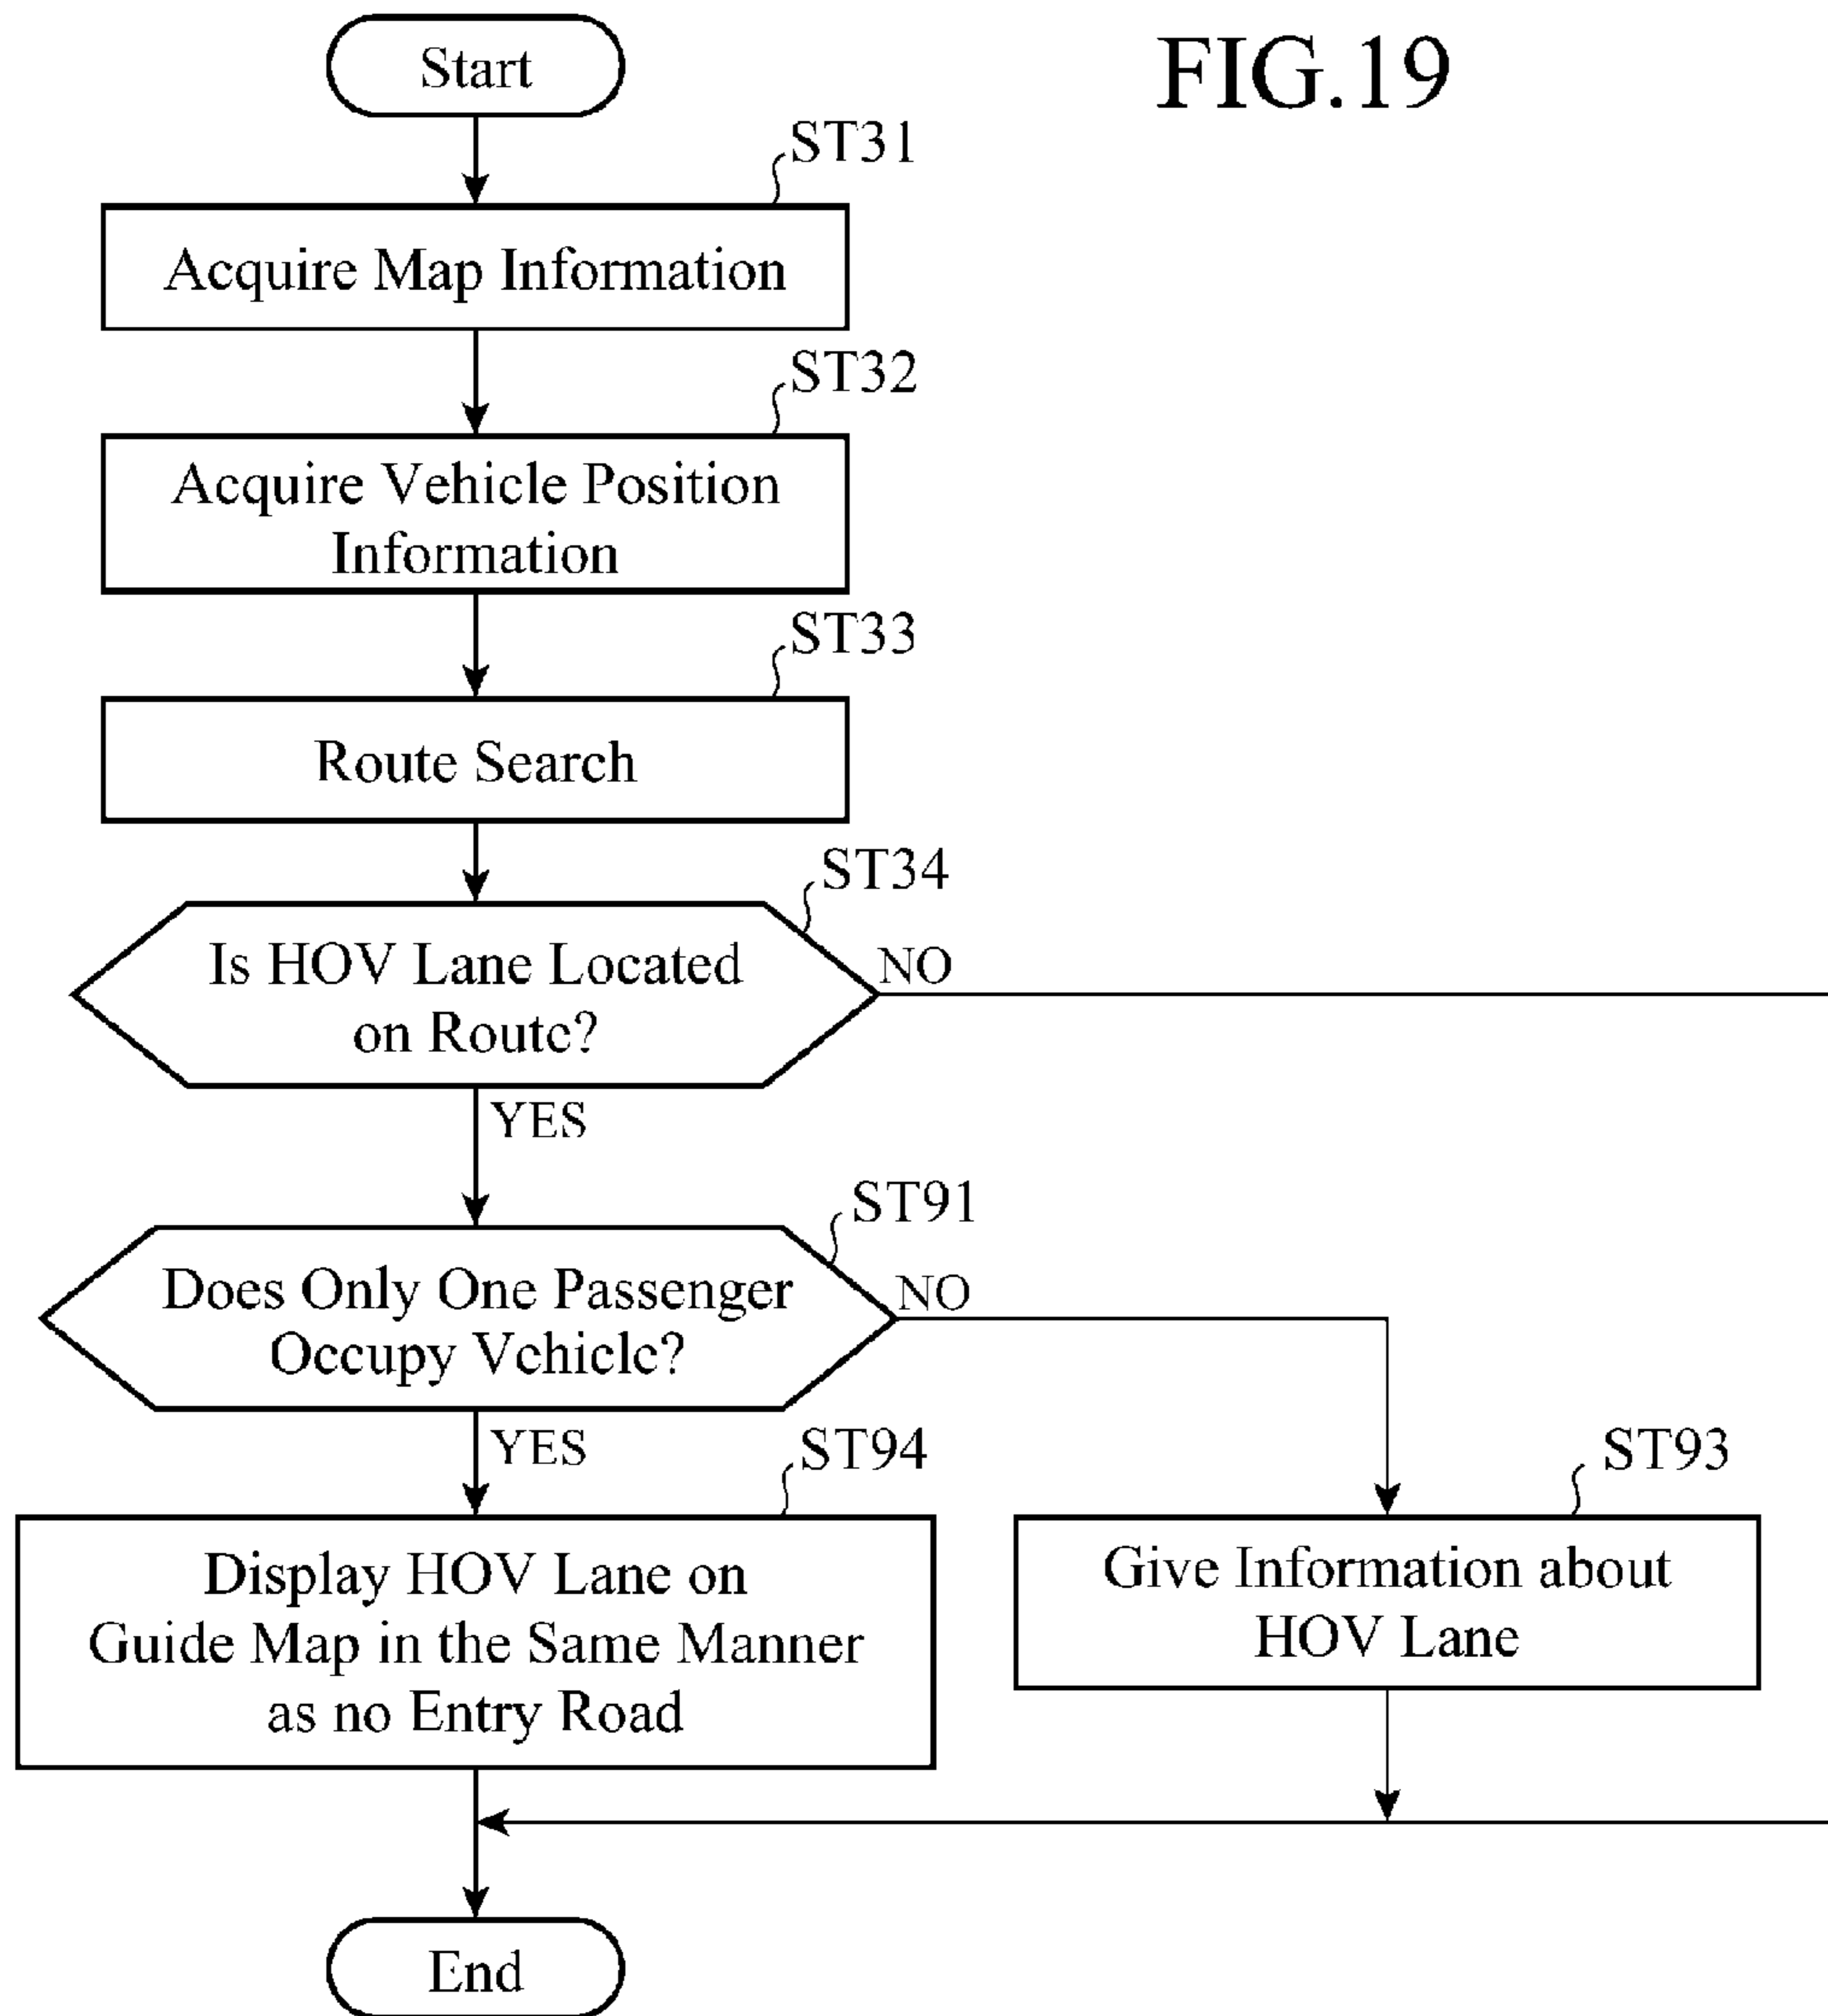 FIG.19
Start
ST31
Acquire Map Information
ST32
Acquire Vehicle Position
Information
ST33
Route Search
ST34
Is HOV Lane Located
on Route?
NO
YES
ST91
Does Only One Passenger
Occupy Vehicle?
NO
YES
ST94
Display HOV Lane on
Guide Map in the Same Manner
as no Entry Road
ST93
Give Information about
HOV Lane
End